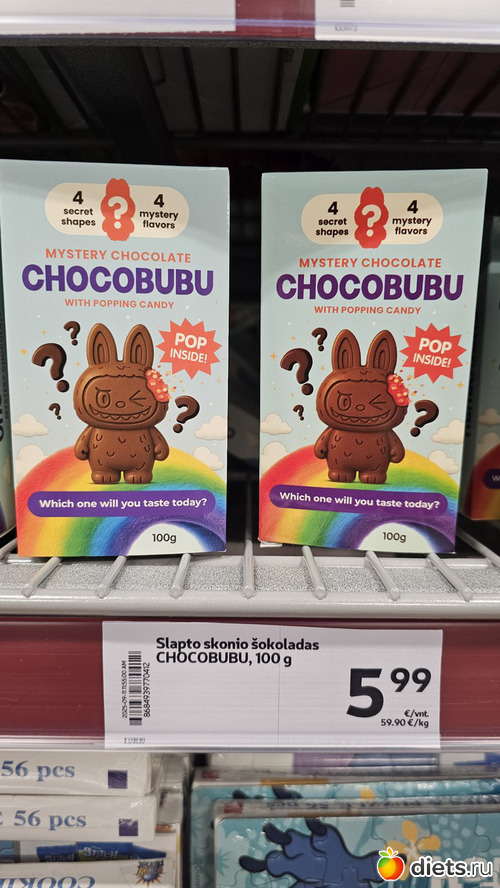 4
secret
shapes
?
4
mystery
flavors
MYSTERY CHOCOLATE
CHOCOBUBU
WITH POPPING CANDY
POP
INSIDE!
Which one will you taste today?
100g
4
secret
shapes
?
4
mystery
flavors
MYSTERY CHOCOLATE
CHOCOBUBU
WITH POPPING CANDY
POP
INSIDE!
Which one will you taste today?
100g
Slapto skonio šokoladas
CHOCOBUBU, 100 g
5 99
€/vnt.
59.90 €/kg
8684939770412
56 pcs
56 pcs
diets.ru